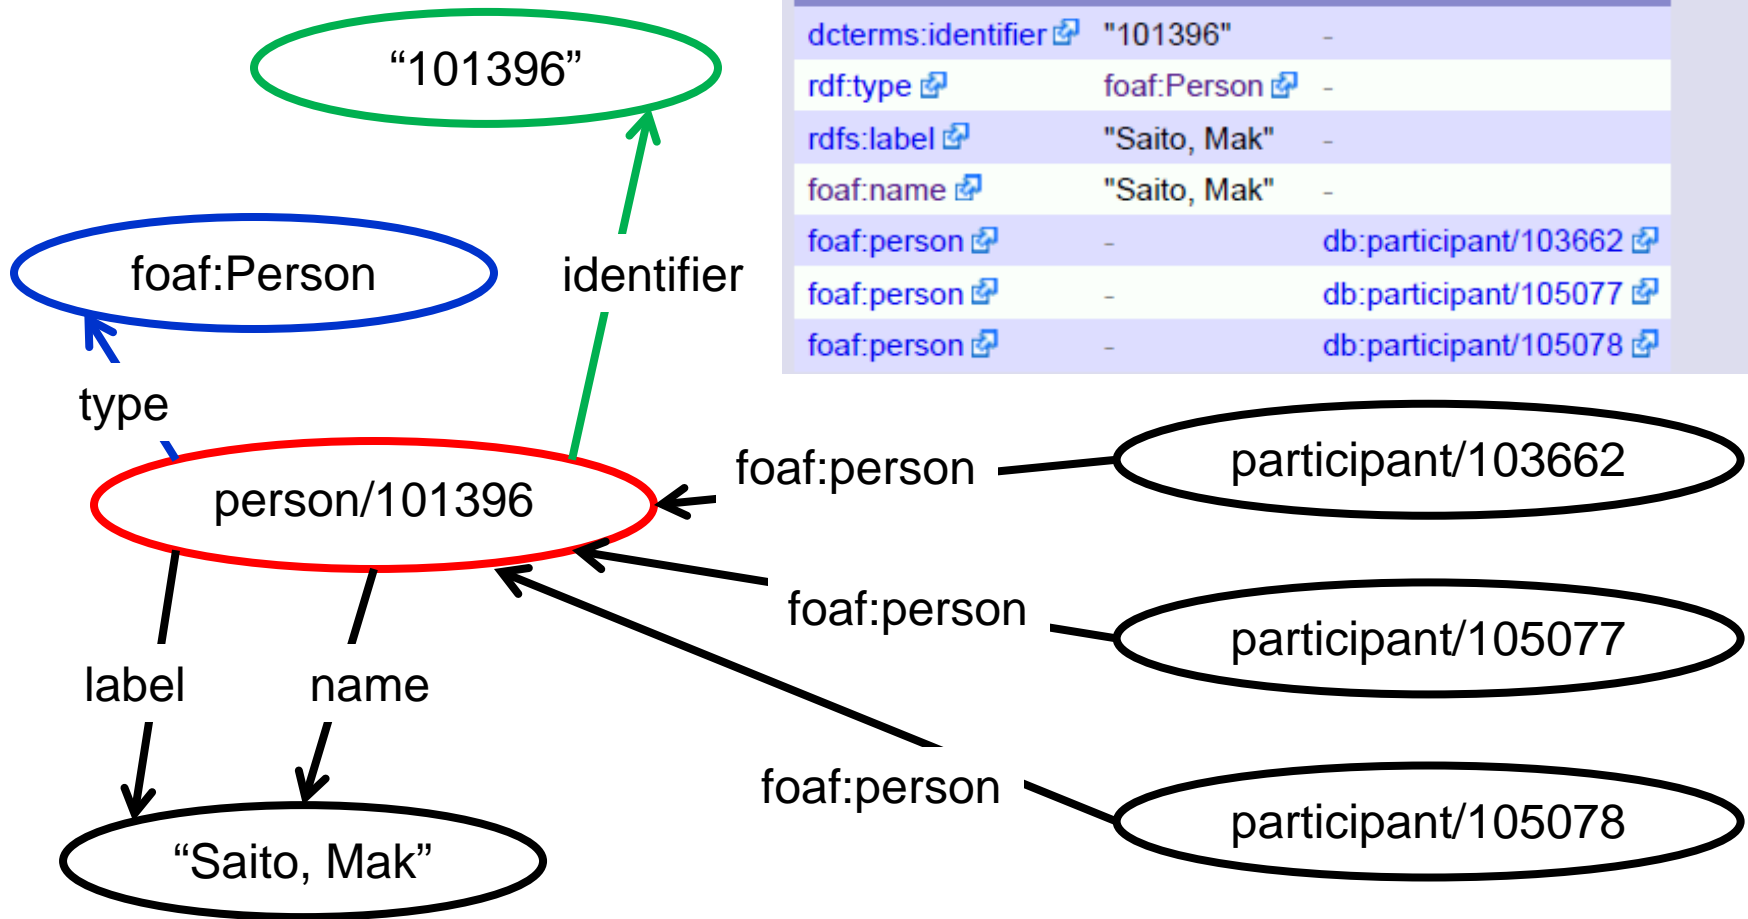 “101396”
dcterms:identifier "101396" -
rdf:type foaf:Person -
rdfs:label "Saito, Mak" -
foaf:name "Saito, Mak" -
foaf:person - db:participant/103662
foaf:person - db:participant/105077
foaf:person - db:participant/105078
foaf:Person
identifier
type
person/101396
foaf:person
participant/103662
foaf:person
participant/105077
label
name
foaf:person
participant/105078
“Saito, Mak”